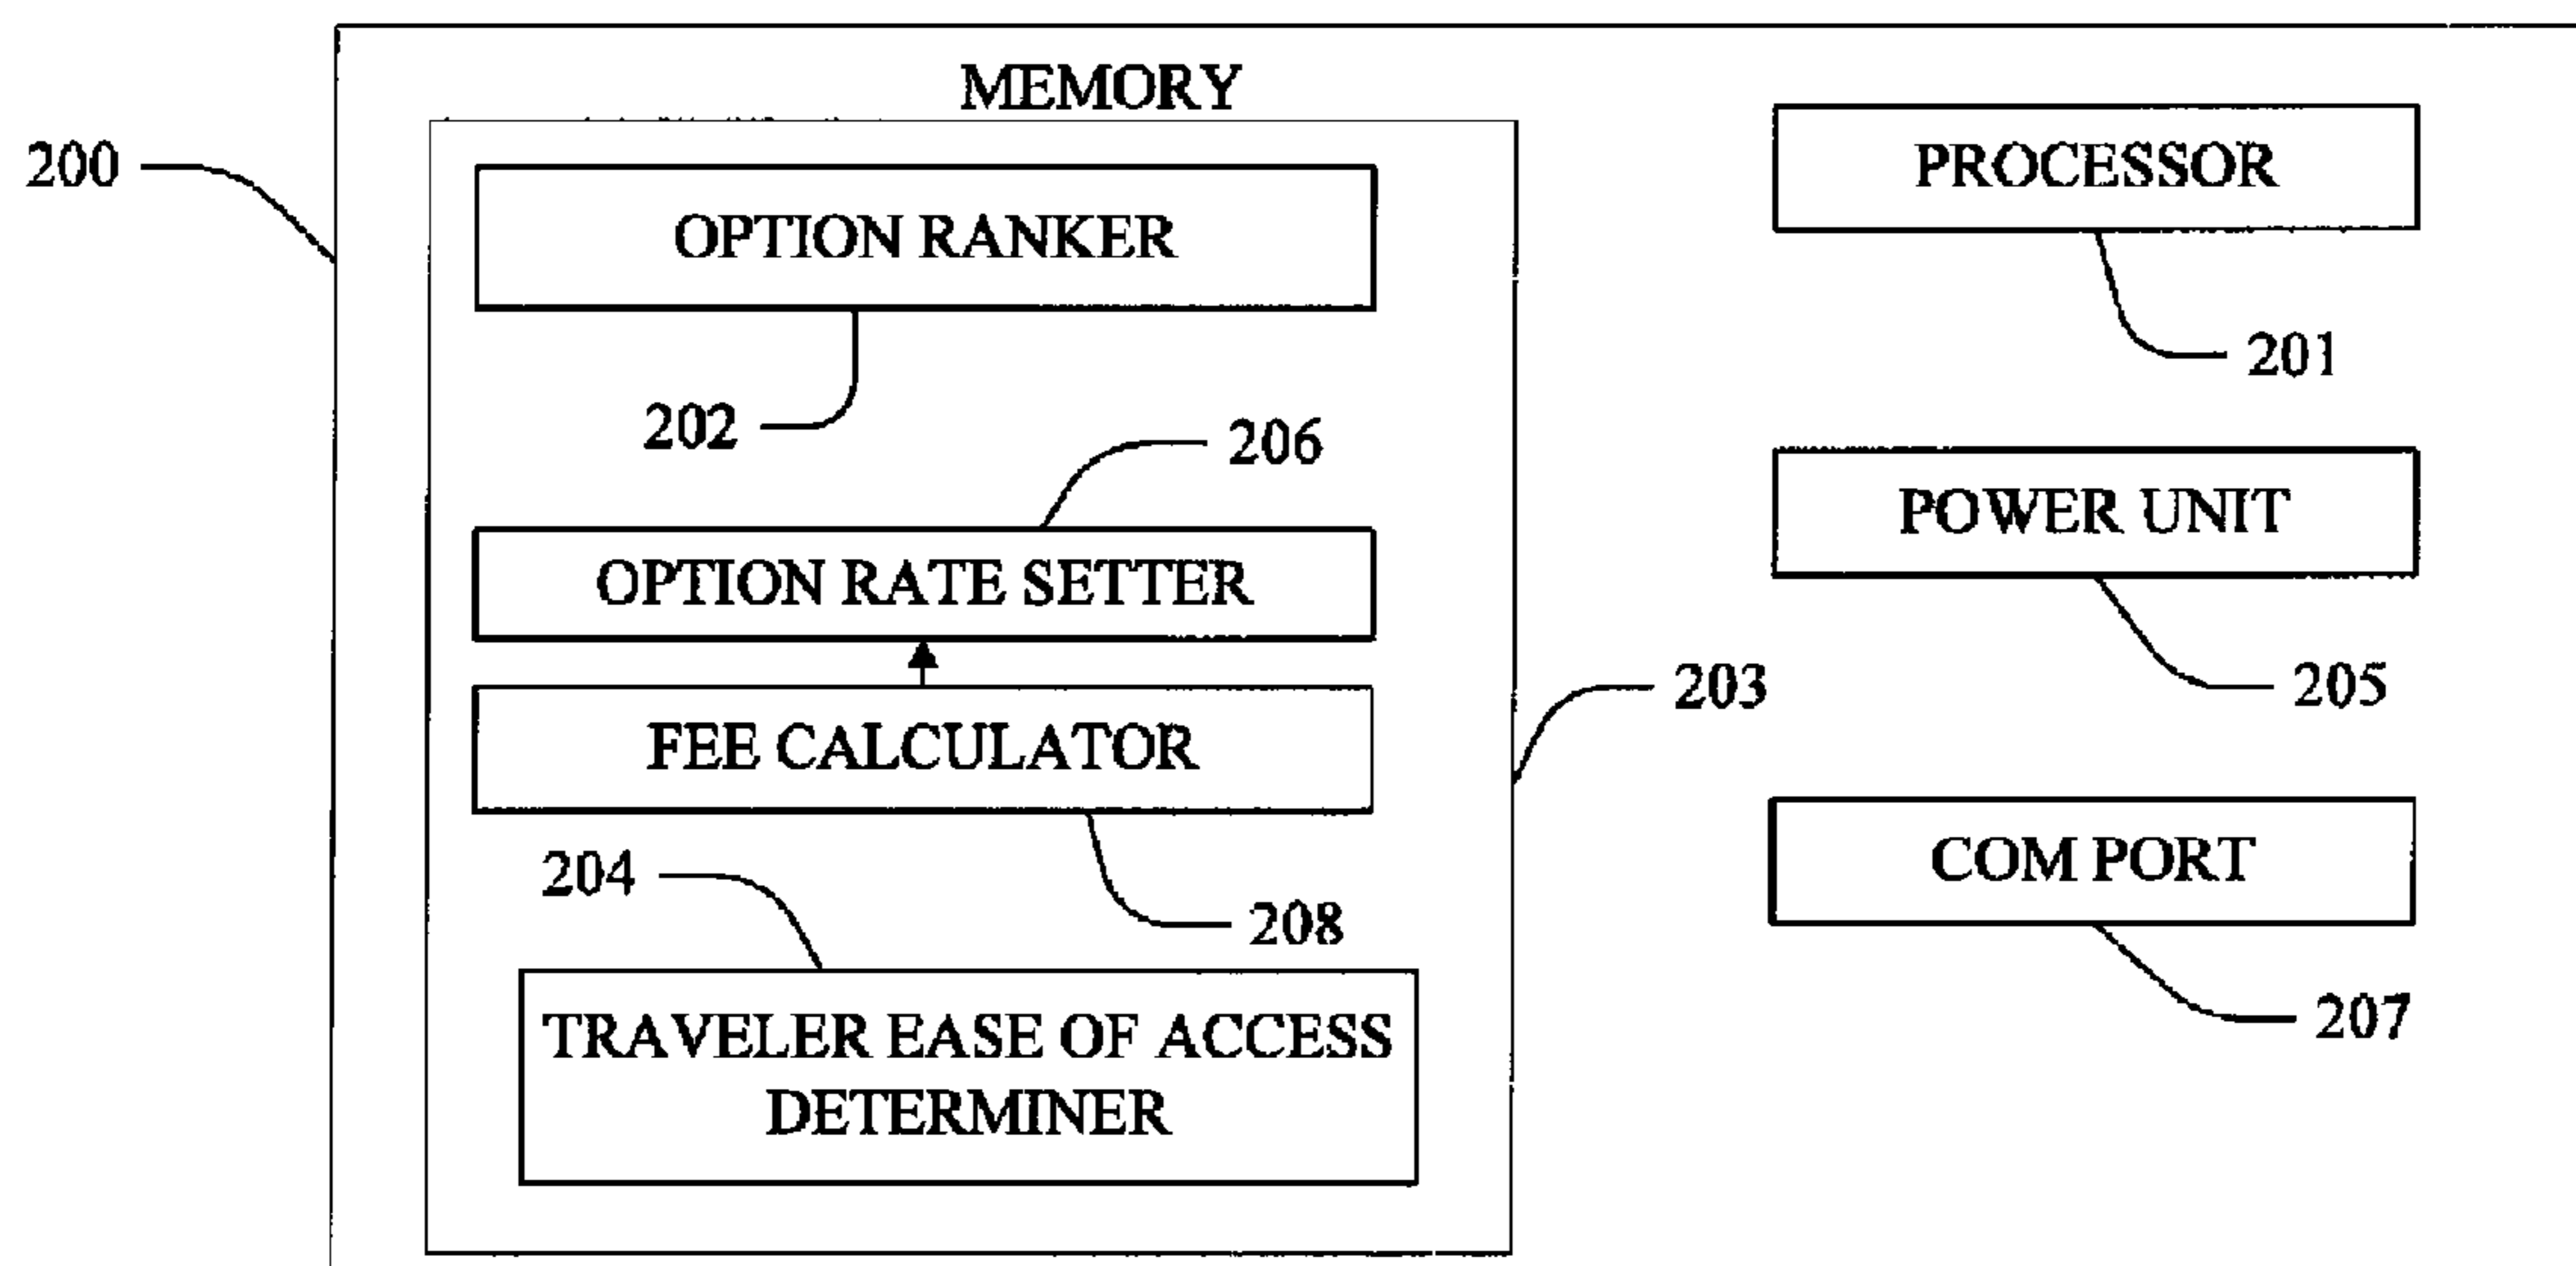 MEMORY
200
OPTION RANKER
202
206
OPTION RATE SETTER
FEE CALCULATOR
204
208
TRAVELER EASE OF ACCESS
DETERMINER
203
PROCESSOR
201
POWER UNIT
205
COM PORT
207